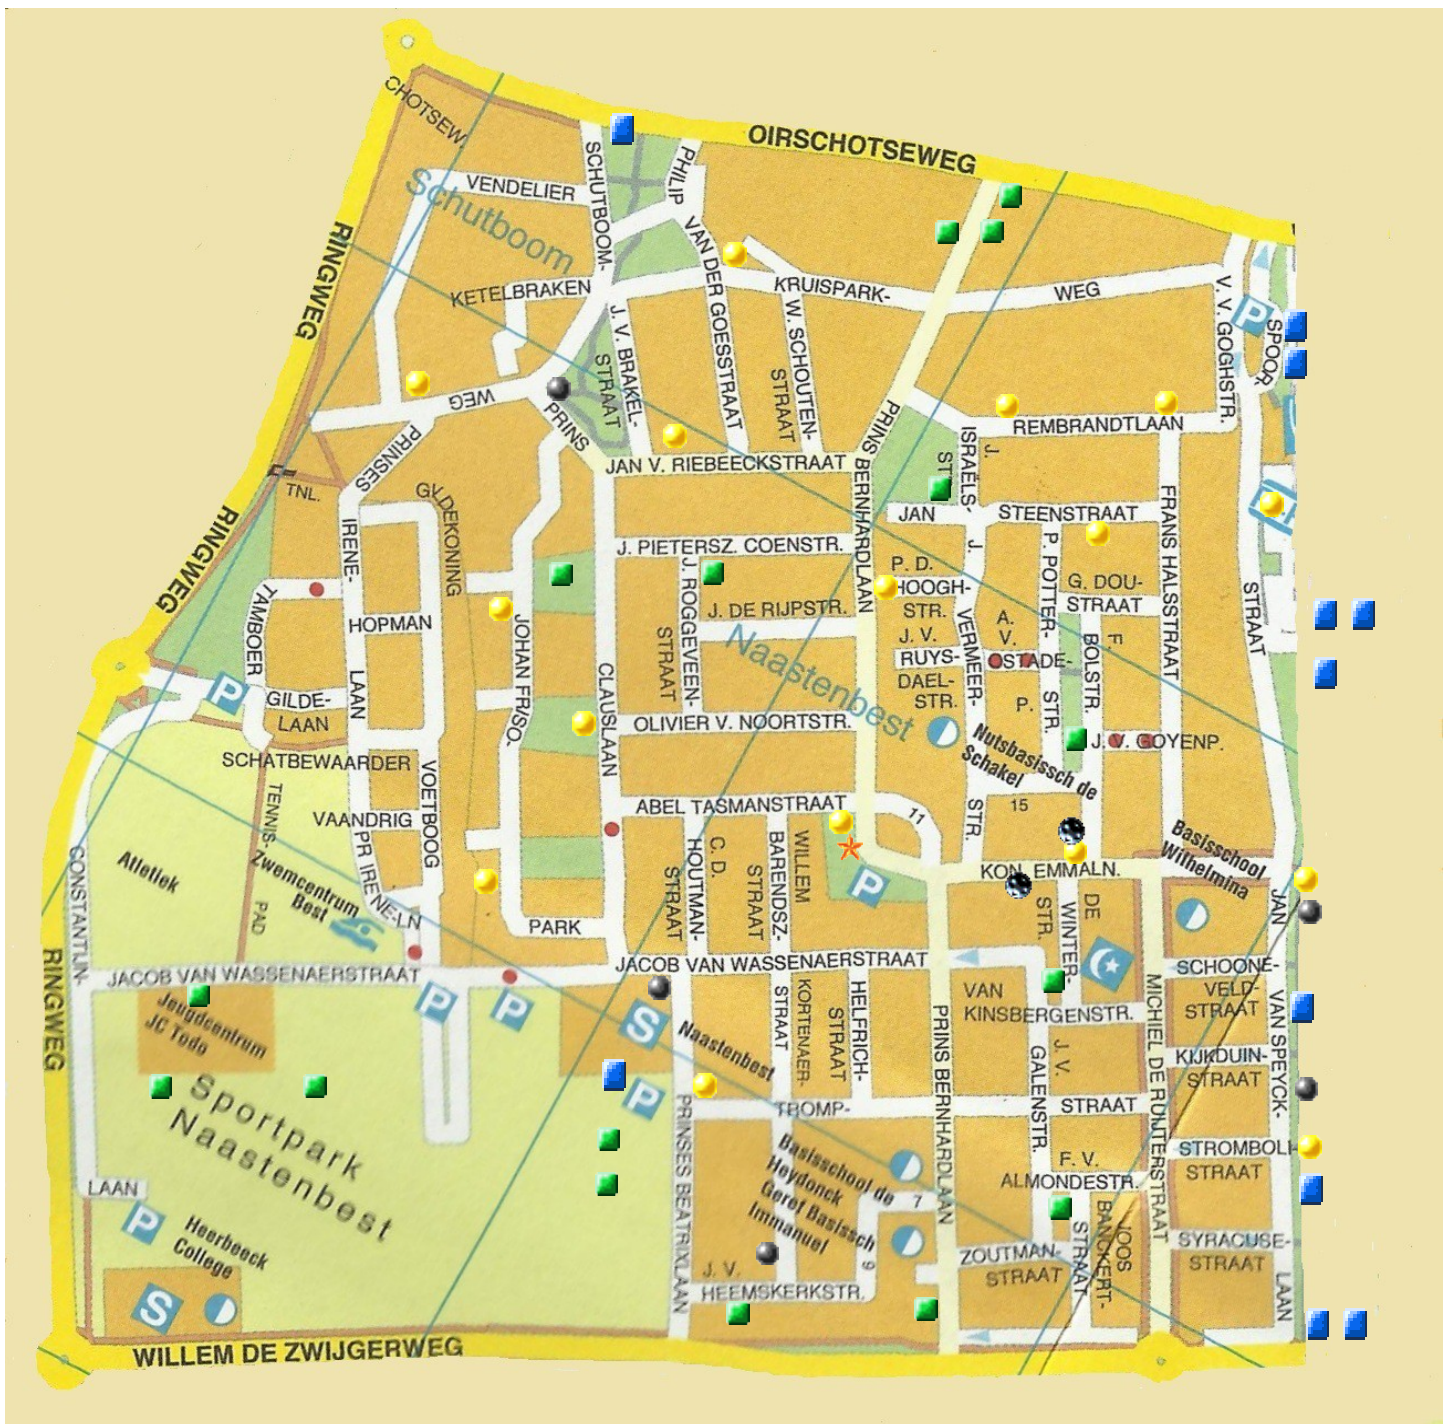 OIRSCHOTSEWEG
CHOTSEW.
PHILIP
SCHUTBOOM-
VENDELIER
Schutboom
RINGWEG
VAN DER GOESSTRAAT
KETELBRAKEN
KRUISPARK-
WEG
V. V. GOGHSTR.
P
SPOOR-
J. V. BRAKEL-
STRAAT
W. SCHOUTEN-
STRAAT
WEG
PRINS
PRINS
BERNHARDLAAN
REMBRANDTLAAN
PRINSES
JAN V. RIEBEECKSTRAAT
ISRAËLS-
J.
ST
TNL.
GILDEKONING
RINGWEG
IRENE-
JAN
STEENSTRAAT
FRANS HALSSTRAAT
J. PIETERSZ. COENSTR.
J.
P. POTTER-
P. D.
HOOGH-
STR.
G. DOU-
STRAAT
STRAAT
TAMBOER
J. ROGGEVEEN-
STRAAT
J. DE RIJPSTR.
VERMEER-
A.
V.
OSTADE-
F.
BOLSTR.
HOPMAN
JOHAN FRISO-
J. V.
RUYS-
DAEL-
STR.
Naastenbest
LAAN
CLAUSLAAN
P
GILDE-
LAAN
P.
STR.
OLIVIER V. NOORTSTR.
Nutsbasissch de
Schakel
J. V. GOYENP.
SCHATBEWAARDER
VOETBOOG
ABEL TASMANSTRAAT
11
STR.
15
TENNIS-
PAD
VAANDRIG
PR IRENE-LN
Basisschool
Wilhelmina
CONSTANTIJN-
Atletiek
Zwemcentrum
Best
C. D.
HOUTMAN-
STRAAT
BARENDSZ-
STRAAT
WILLEM
P
KON. EMMALN.
JAN
DE
WINTER-
STR.
PARK
RINGWEG
JACOB VAN WASSENAERSTRAAT
JACOB VAN WASSENAERSTRAAT
SCHOONE-
VELD-
STRAAT
P
P
Jeugdcentrum
JC Todo
S
Naastenbest
STRAAT
KORTENAER-
HELFRICH-
STRAAT
VAN
KINSBERGENSTR.
PRINS BERNHARDLAAN
MICHIEL DE RUIJTERSTRAAT
VAN SPEYCK-
J. V.
GALENSTR.
KIJKDUIN-
STRAAT
P
Sportpark
Naastenbest
TROMP-
STRAAT
PRINSES BEATRIXLAAN
Basisschool de
Heydonck
Geref Basissch
Immanuel
STROMBOLI-
STRAAT
F. V.
ALMONDESTR.
LAAN
7
P
Heerbeeck
College
JOOS
BANCKERT-
STRAAT
SYRACUSE-
STRAAT
ZOUTMAN-
STRAAT
9
J. V.
HEEMSKERKSTR.
LAAN
S
WILLEM DE ZWIJGERWEG